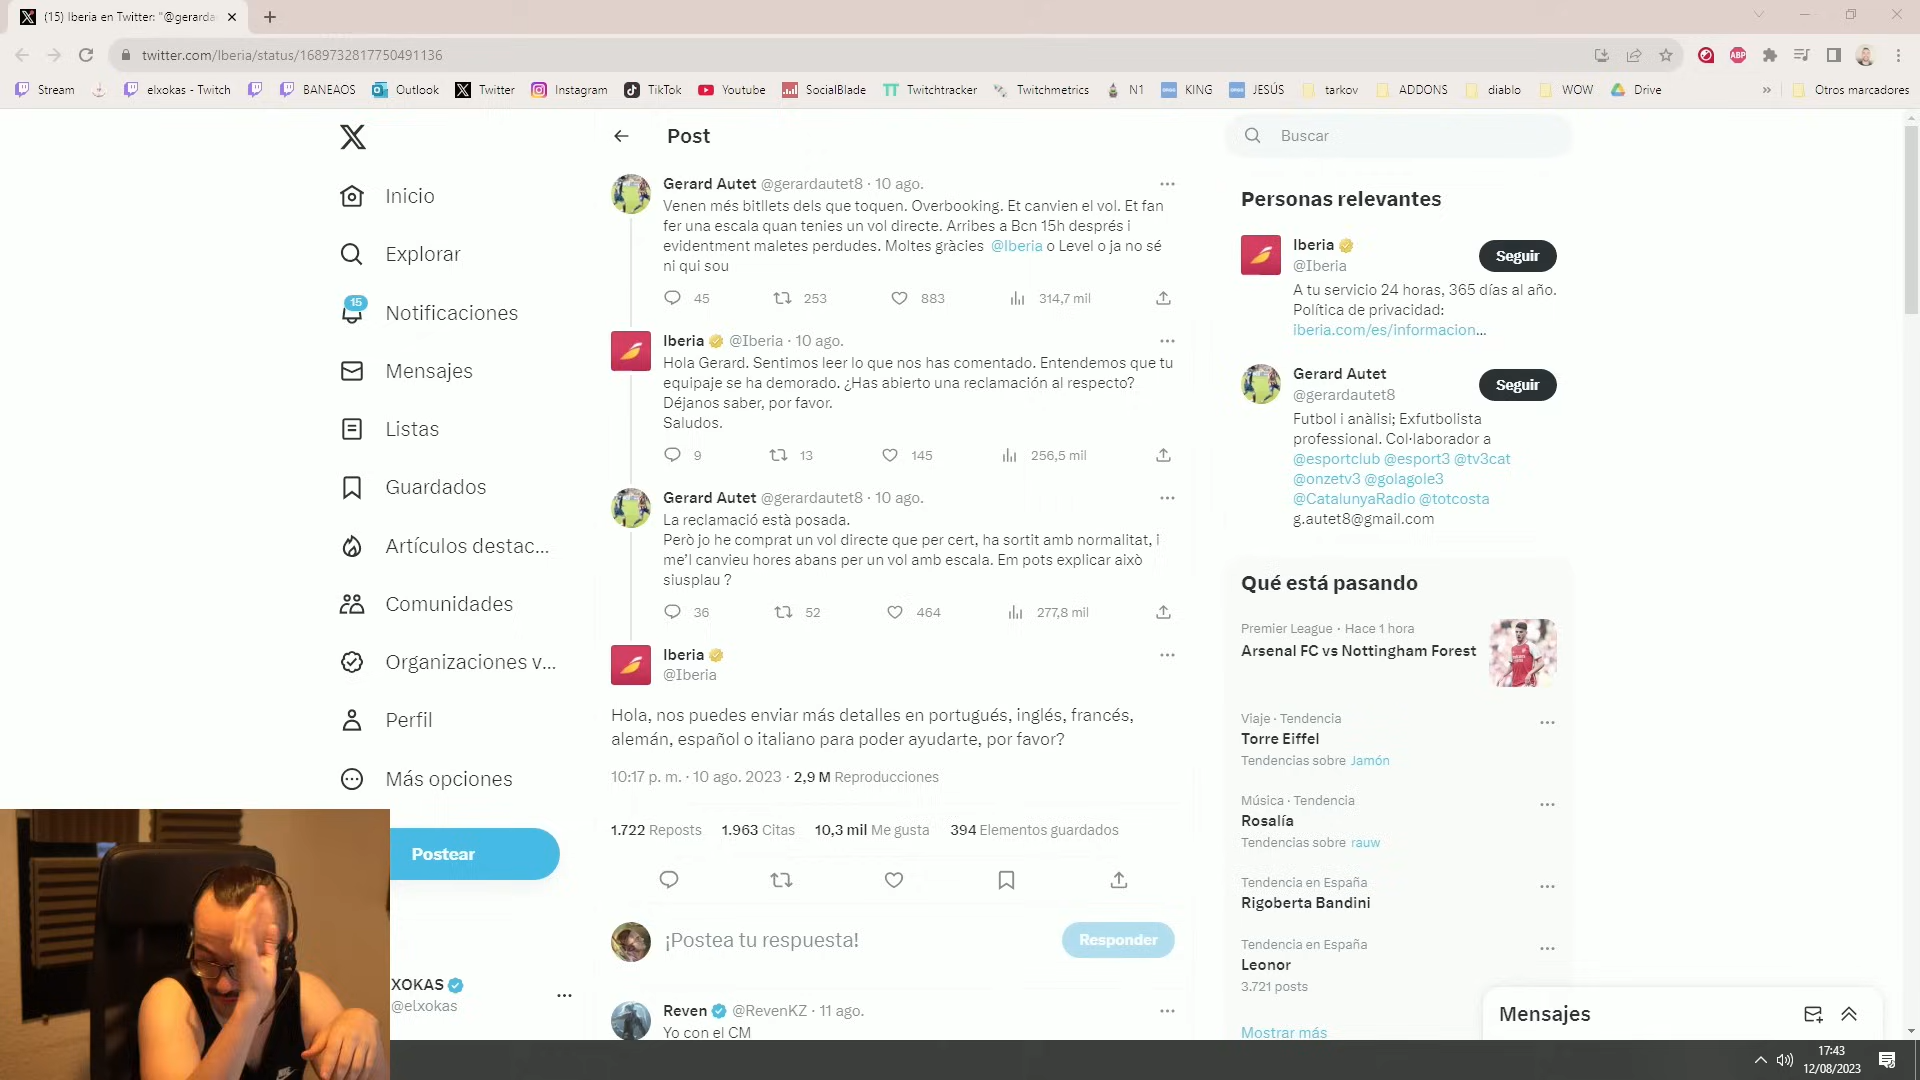 (15) Iberia en Twitter: "@gerarda
twitter.com/Iberia/status/1689732817750491136
Stream
elxokas - Twitch
BANEAOS
Outlook
Twitter
Instagram
TikTok
Youtube
SocialBlade
Twitchtracker
Twitchmetrics
N1
KING
JESÚS
tarkov
ADDONS
diablo
WOW
Drive
»
Otros marcadores
ABP
Inicio
Explorar
15
Notificaciones
Mensajes
Listas
Guardados
Artículos destac...
Comunidades
Organizaciones v...
Perfil
Más opciones
Postear
XOKAS
@elxokas
Post
Gerard Autet @gerardautet8 · 10 ago.
Venen més bitllets dels que toquen. Overbooking. Et canvien el vol. Et fan
fer una escala quan tenies un vol directe. Arribes a Bcn 15h després i
evidentment maletes perdudes. Moltes gràcies @Iberia o Level o ja no sé
ni qui sou
45 253 883 314,7 mil
Iberia @Iberia · 10 ago.
Hola Gerard. Sentimos leer lo que nos has comentado. Entendemos que tu
equipaje se ha demorado. ¿Has abierto una reclamación al respecto?
Déjanos saber, por favor.
Saludos.
9 13 145 256,5 mil
Gerard Autet @gerardautet8 · 10 ago.
La reclamació està posada.
Però jo he comprat un vol directe que per cert, ha sortit amb normalitat, i
me'l canvieu hores abans per un vol amb escala. Em pots explicar això
siusplau ?
36 52 464 277,8 mil
Iberia
@Iberia
Hola, nos puedes enviar más detalles en portugués, inglés, francés,
alemán, español o italiano para poder ayudarte, por favor?
10:17 p. m. · 10 ago. 2023 · 2,9 M Reproducciones
1.722 Reposts 1.963 Citas 10,3 mil Me gusta 394 Elementos guardados
¡Postea tu respuesta!
Responder
Reven @RevenKZ · 11 ago.
Yo con el CM
Buscar
Personas relevantes
Iberia
@Iberia
Seguir
A tu servicio 24 horas, 365 días al año.
Política de privacidad:
iberia.com/es/informacion...
Gerard Autet
@gerardautet8
Seguir
Futbol i anàlisi; Exfutbolista
professional. Col·laborador a
@esportclub @esport3 @tv3cat
@onzetv3 @golagole3
@CatalunyaRadio @totcosta
g.autet8@gmail.com
Qué está pasando
Premier League · Hace 1 hora
Arsenal FC vs Nottingham Forest
Viaje · Tendencia
Torre Eiffel
Tendencias sobre Jamón
Música · Tendencia
Rosalía
Tendencias sobre rauw
Tendencia en España
Rigoberta Bandini
Tendencia en España
Leonor
3.721 posts
Mostrar más
Mensajes
17:43
12/08/2023